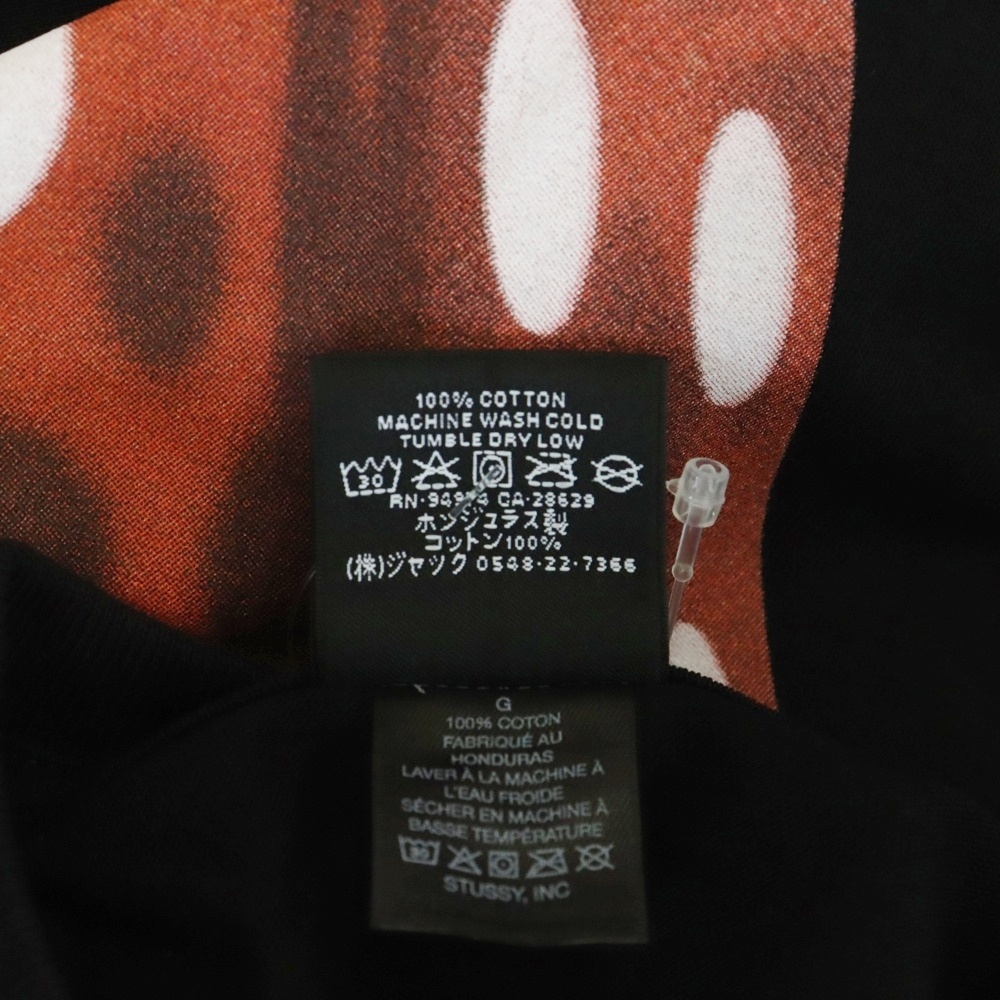 100% COTTON
MACHINE WASH COLD
TUMBLE DRY LOW
30
CA·28629
ホンジュラス製
コットン100%
(株)ジャック 0548·22·7366
G
100% COTON
FABRIQUÉ AU
HONDURAS
LAVER À LA MACHINE À
L'EAU FROIDE
SÉCHER EN MACHINE À
BASSE TEMPÉRATURE
30
STUSSY, INC